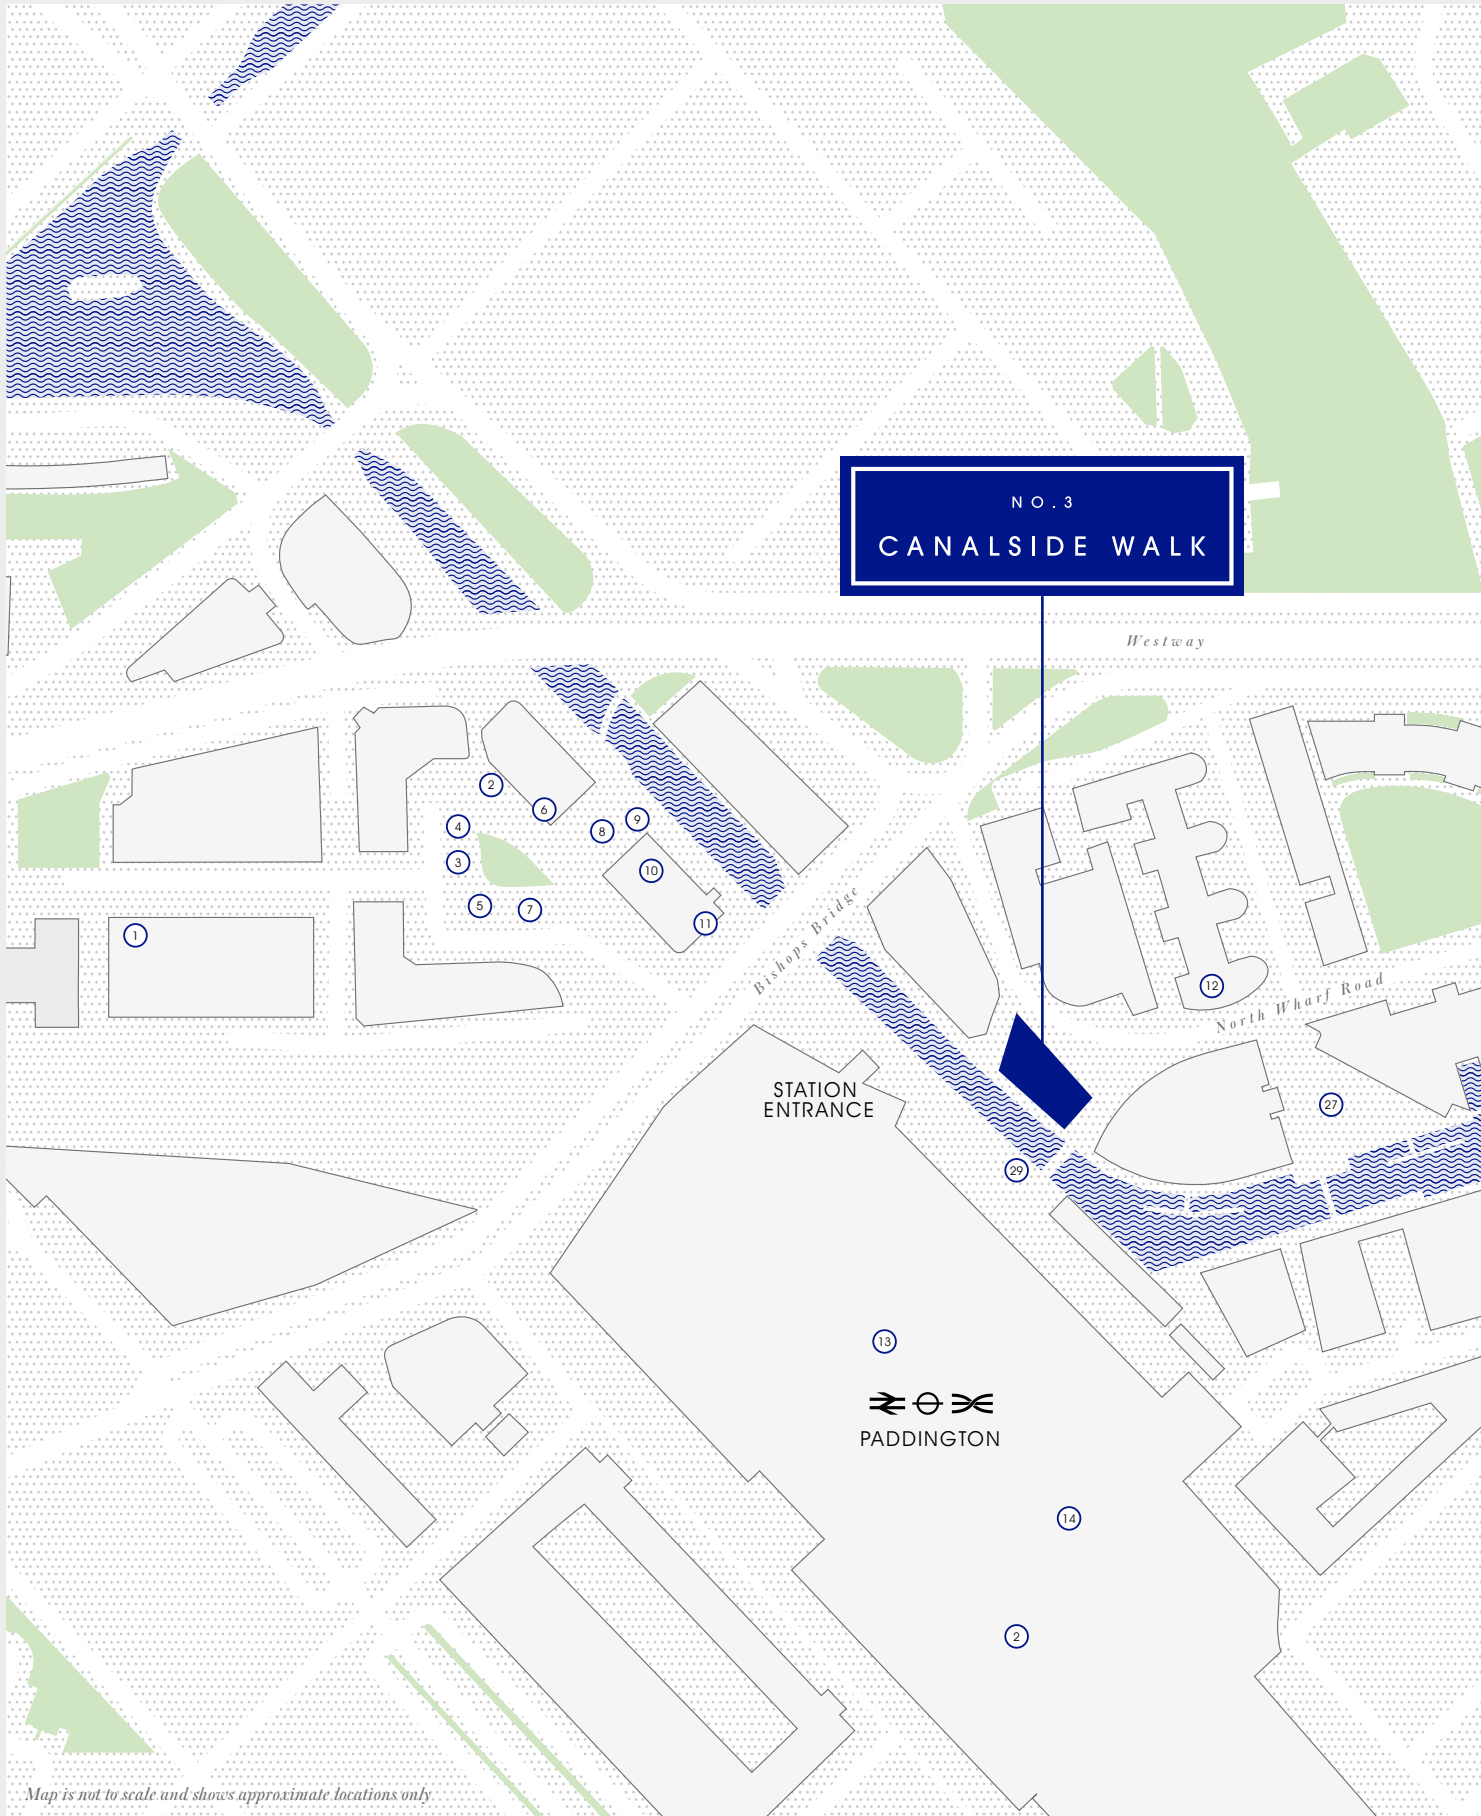 NO.3
CANALSIDE WALK
Westway
2
6
4
9
8
3
10
5
7
11
1
Bishops Bridge
12
North Wharf Road
STATION
ENTRANCE
27
29
13
PADDINGTON
14
2
Map is not to scale and shows approximate locations only